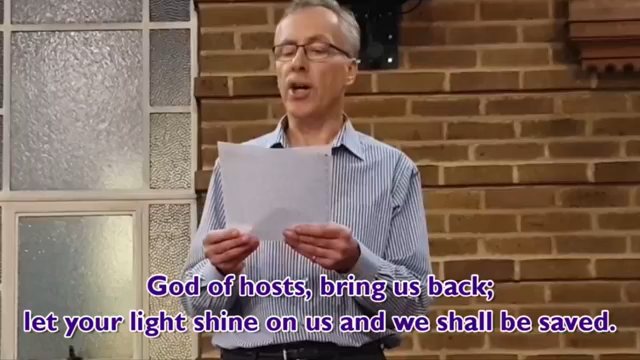 God of hosts, bring us back;
let your light shine on us and we shall be saved.